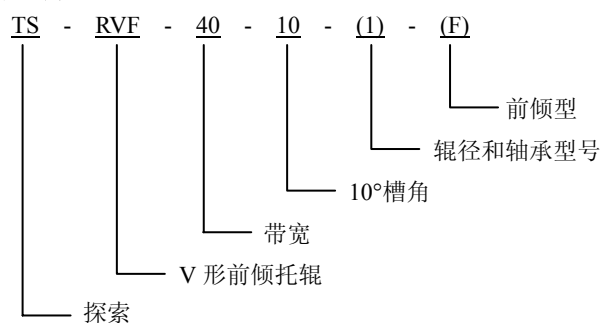 TS - RVF - 40 - 10 - (1) - (F)
前倾型
辊径和轴承型号
10°槽角
带宽
V 形前倾托辊
探索